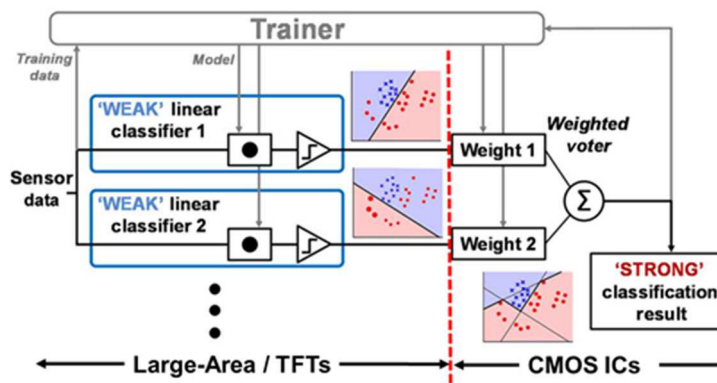 Trainer
Training
data
Model
'WEAK' linear
classifier 1
Weight 1
Weighted
voter
Sensor
data
'WEAK' linear
classifier 2
Σ
Weight 2
'STRONG'
classification
result
Large-Area / TFTs
CMOS ICs